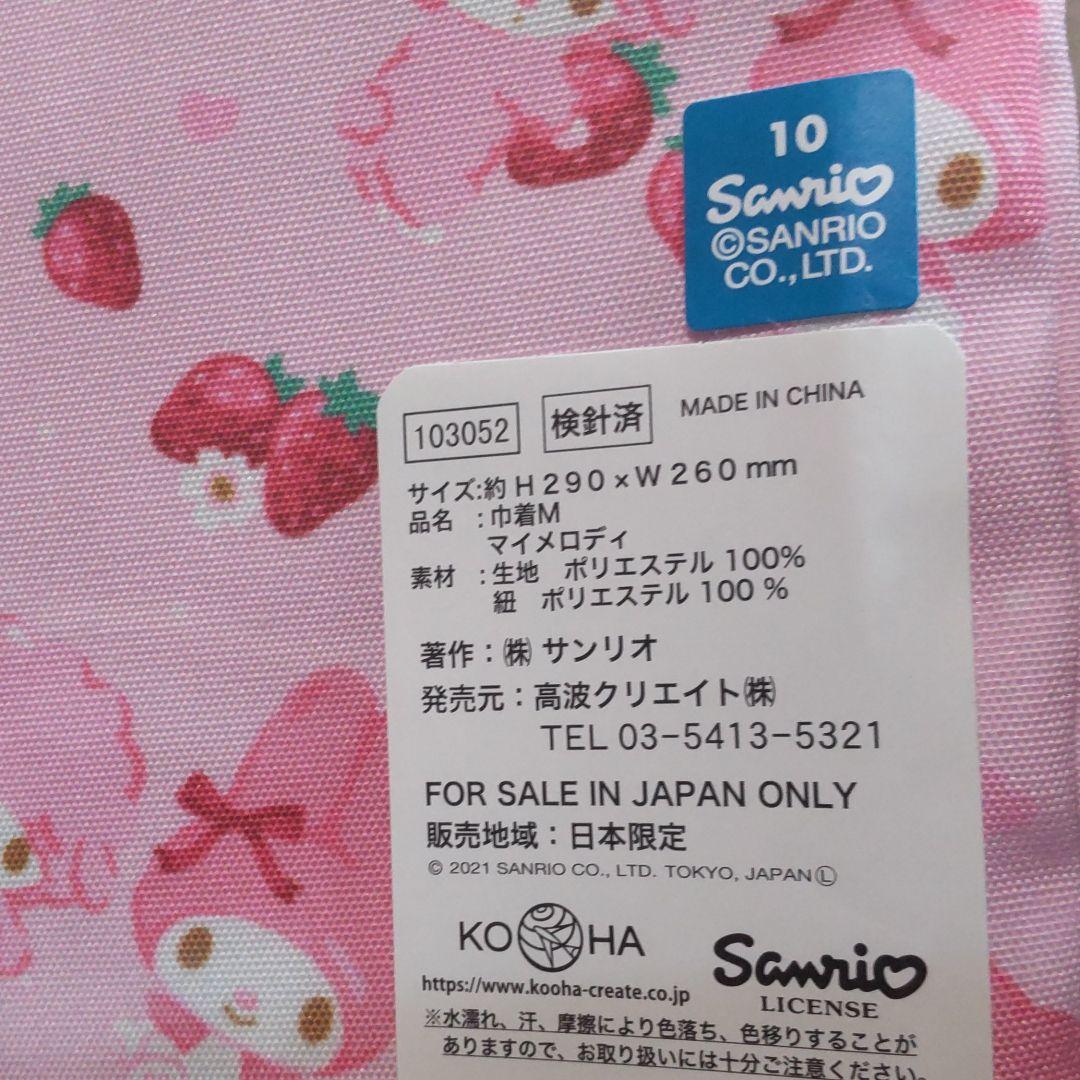 10
Sanrio
©SANRIO
CO.,LTD.
103052 検針済 MADE IN CHINA
サイズ:約 H 290 × W 260 mm
品名 : 巾着M
マイメロディ
素材 : 生地 ポリエステル 100%
紐 ポリエステル 100 %
著作：㈱ サンリオ
発売元：高波クリエイト㈱
TEL 03-5413-5321
FOR SALE IN JAPAN ONLY
販売地域：日本限定
© 2021 SANRIO CO., LTD. TOKYO, JAPAN Ⓛ
KOOHA
Sanrio
LICENSE
https://www.kooha-create.co.jp
※水濡れ、汗、摩擦により色落ち、色移りすることが
ありますので、お取り扱いには十分ご注意ください。